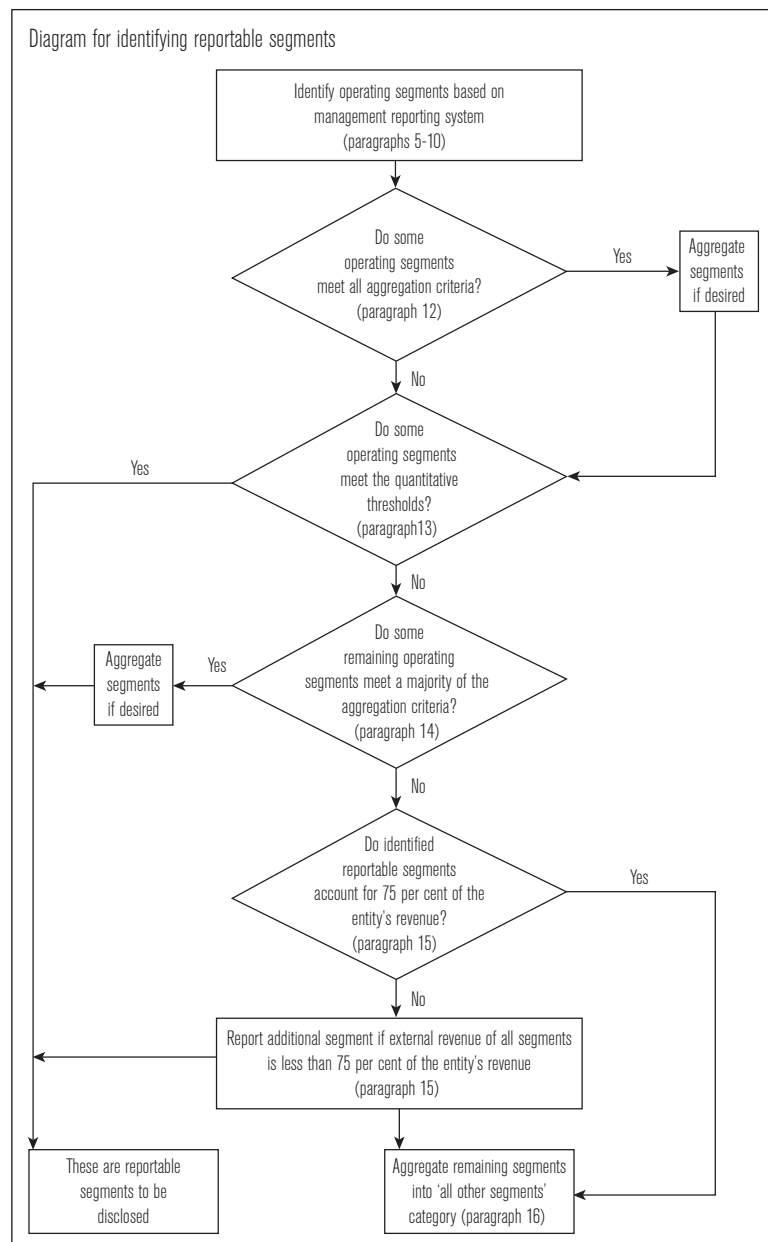 Diagram for identifying reportable segments
Identify operating segments based on
management reporting system
(paragraphs 5-10)
Do some
operating segments
meet all aggregation criteria?
(paragraph 12)
Yes
Aggregate
segments
if desired
No
Do some
operating segments
meet the quantitative
thresholds?
(paragraph13)
Yes
No
Do some
remaining operating
segments meet a majority of the
aggregation criteria?
(paragraph 14)
Yes
Aggregate
segments
if desired
No
Do identified
reportable segments
account for 75 per cent of the
entity's revenue?
(paragraph 15)
Yes
No
Report additional segment if external revenue of all segments
is less than 75 per cent of the entity's revenue
(paragraph 15)
These are reportable
segments to be
disclosed
Aggregate remaining segments
into 'all other segments'
category (paragraph 16)